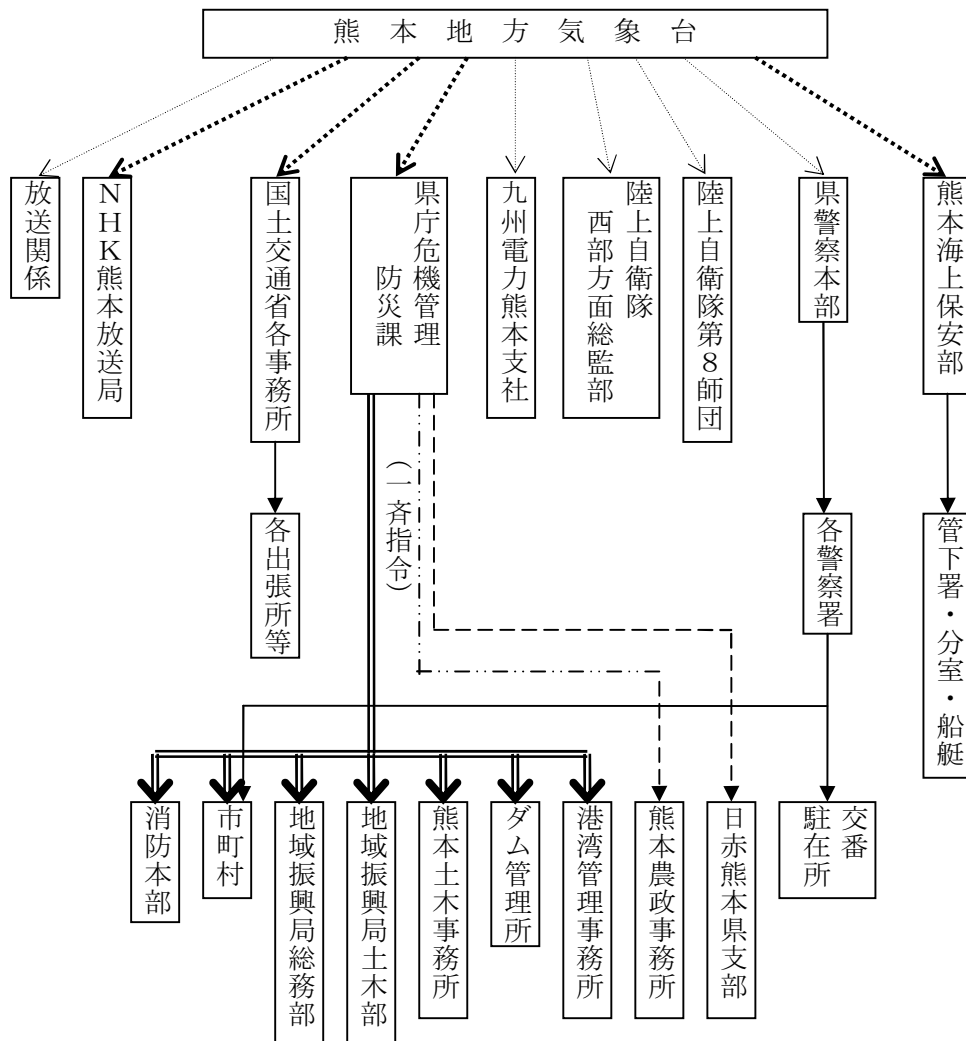 熊本地方気象台
放送関係
NHK熊本放送局
国土交通省各事務所
県庁危機管理
防災課
九州電力熊本支社
陸上自衛隊
西部方面総監部
陸上自衛隊第8師団
県警察本部
熊本海上保安部
(一斉指令)
各出張所等
各警察署
管下署・分室・船艇
消防本部
市町村
地域振興局総務部
地域振興局土木部
熊本土木事務所
ダム管理所
港湾管理事務所
熊本農政事務所
日赤熊本県支部
交番
駐在所